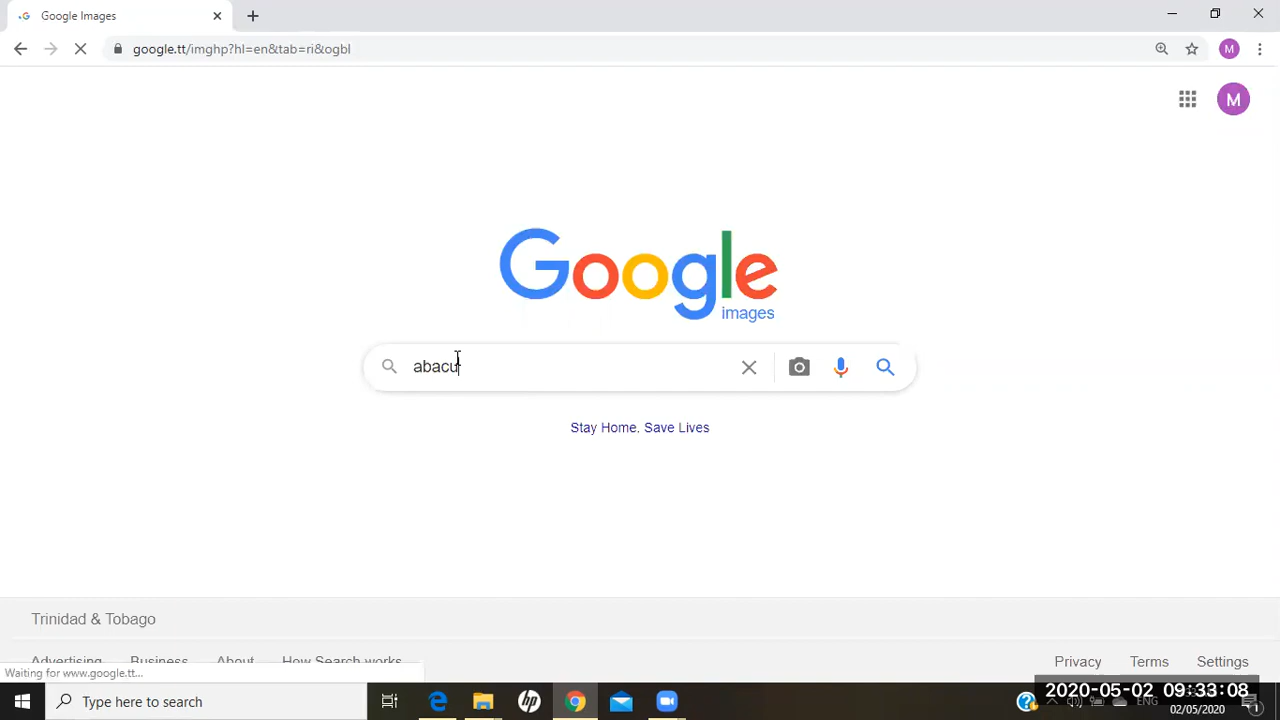 Google Images
google.tt/imghp?hl=en&tab=ri&ogbl
M
M
Google
images
abacu
Stay Home, Save Lives
Trinidad & Tobago
Advertising Business About How Search works
Privacy Terms Settings
Waiting for www.google.tt...
Type here to search
hp
ENG
2020-05-02 09:33:08
02/05/2020
1